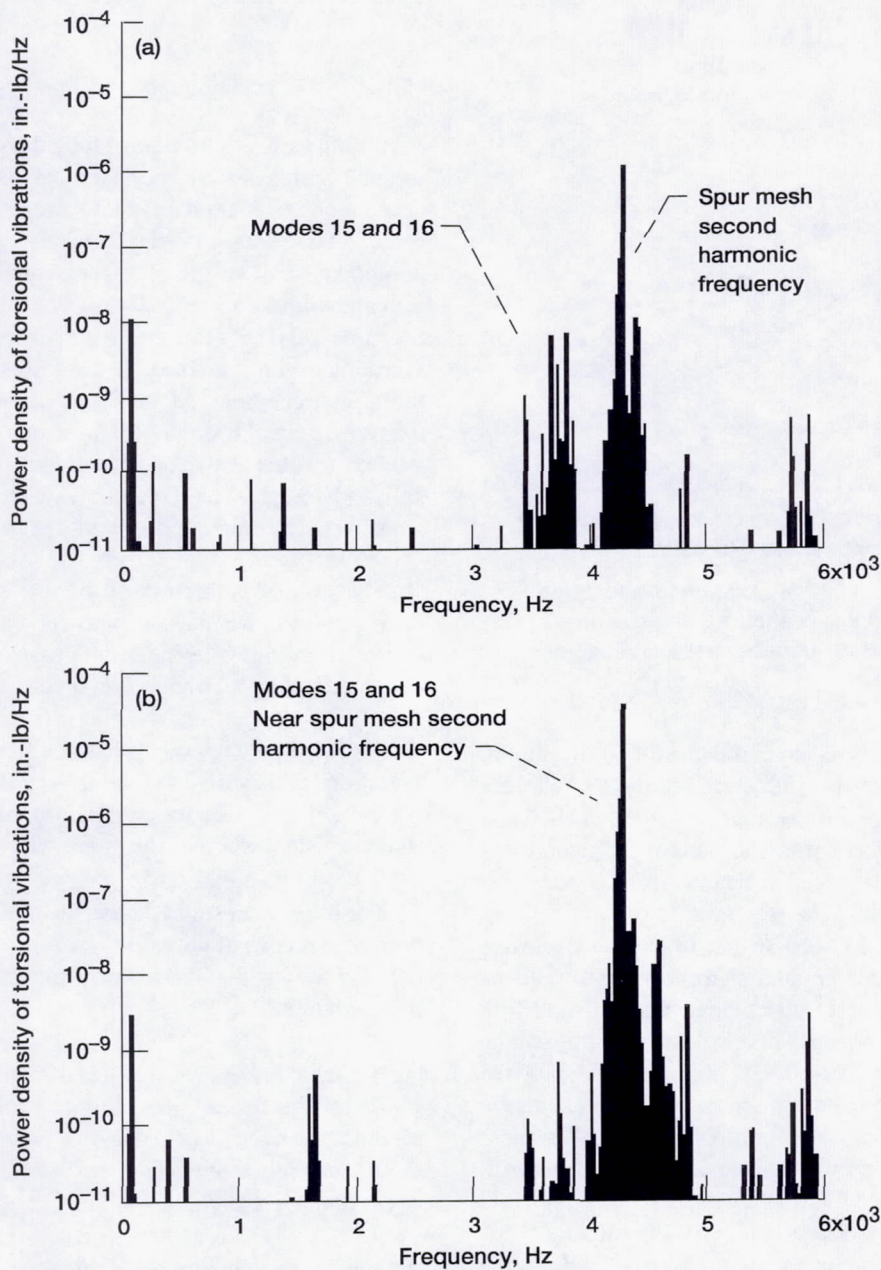 (a)
Power density of torsional vibrations, in.-lb/Hz
10⁻⁴
10⁻⁵
10⁻⁶
10⁻⁷
10⁻⁸
10⁻⁹
10⁻¹⁰
10⁻¹¹
Modes 15 and 16
Spur mesh
second
harmonic
frequency
0 1 2 3 4 5 6x10³
Frequency, Hz
(b)
Power density of torsional vibrations, in.-lb/Hz
10⁻⁴
10⁻⁵
10⁻⁶
10⁻⁷
10⁻⁸
10⁻⁹
10⁻¹⁰
10⁻¹¹
Modes 15 and 16
Near spur mesh second
harmonic frequency
0 1 2 3 4 5 6x10³
Frequency, Hz